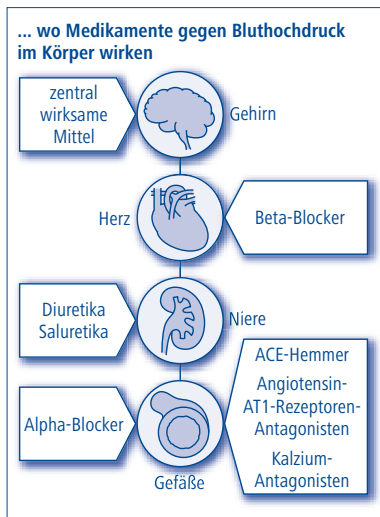 ... wo Medikamente gegen Bluthochdruck
im Körper wirken
zentral
wirksame
Mittel
Gehirn
Herz
Beta-Blocker
Diuretika
Saluretika
Niere
Alpha-Blocker
ACE-Hemmer
Angiotensin-
AT1-Rezeptoren-
Antagonisten
Kalzium-
Antagonisten
Gefäße